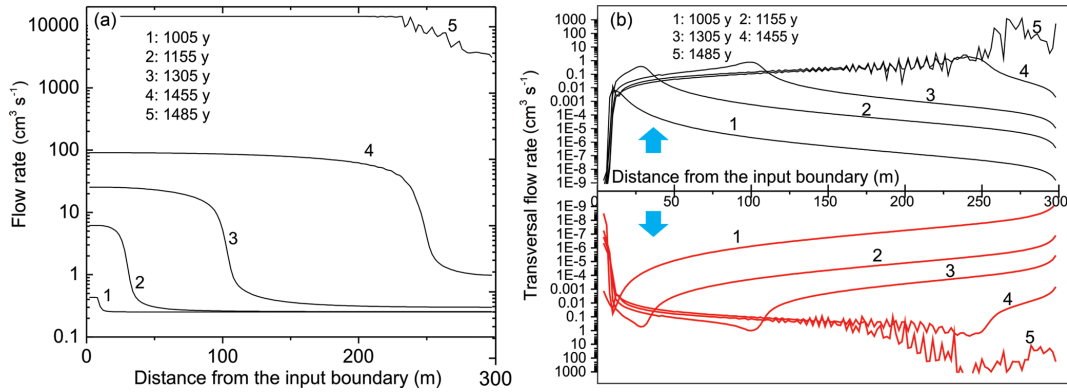 (a)
1: 1005 y
2: 1155 y
3: 1305 y
4: 1455 y
5: 1485 y
Flow rate (cm³ s⁻¹)
10000
1000
100
10
1
0.1
0
100
200
300
Distance from the input boundary (m)
1
2
3
4
5
(b)
1: 1005 y 2: 1155 y
3: 1305 y 4: 1455 y
5: 1485 y
Transversal flow rate (cm³ s⁻¹)
1000
100
10
1
0.1
0.01
0.001
1E-4
1E-5
1E-6
1E-7
1E-8
1E-9
5
4
3
2
1
Distance from the input boundary (m)
0
50
100
150
200
250
300
1E-9
1E-8
1E-7
1E-6
1E-5
1E-4
0.001
0.01
0.1
1
10
100
1000
1
2
3
4
5